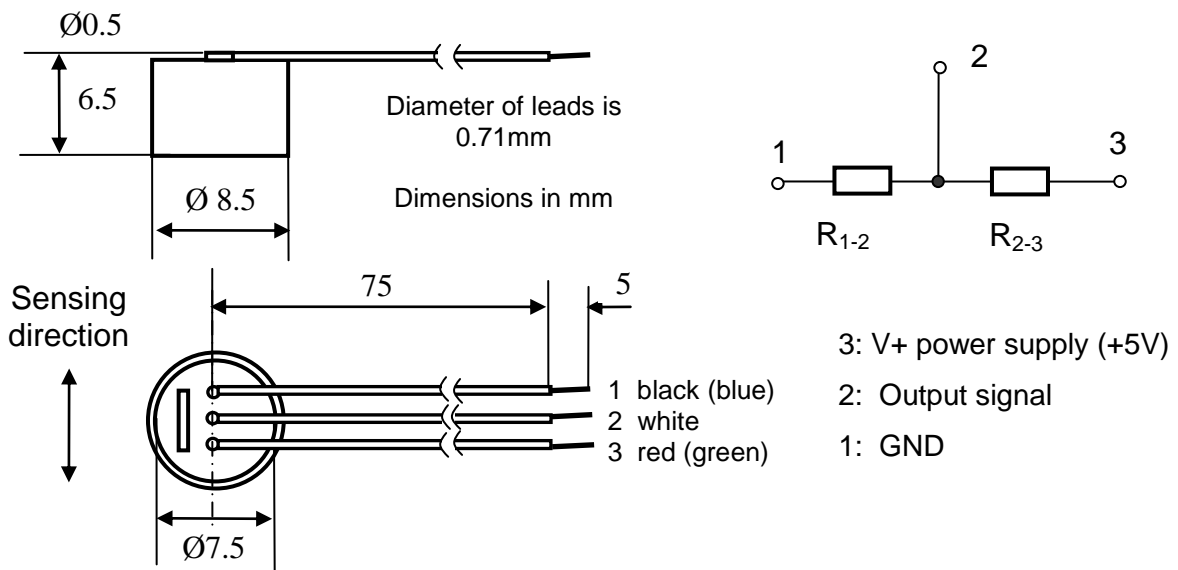 Ø0.5
6.5
Diameter of leads is
0.71mm
Dimensions in mm
Ø 8.5
2
1
3
R1-2
R2-3
Sensing
direction
75
5
1 black (blue)
2 white
3 red (green)
Ø7.5
3: V+ power supply (+5V)
2: Output signal
1: GND